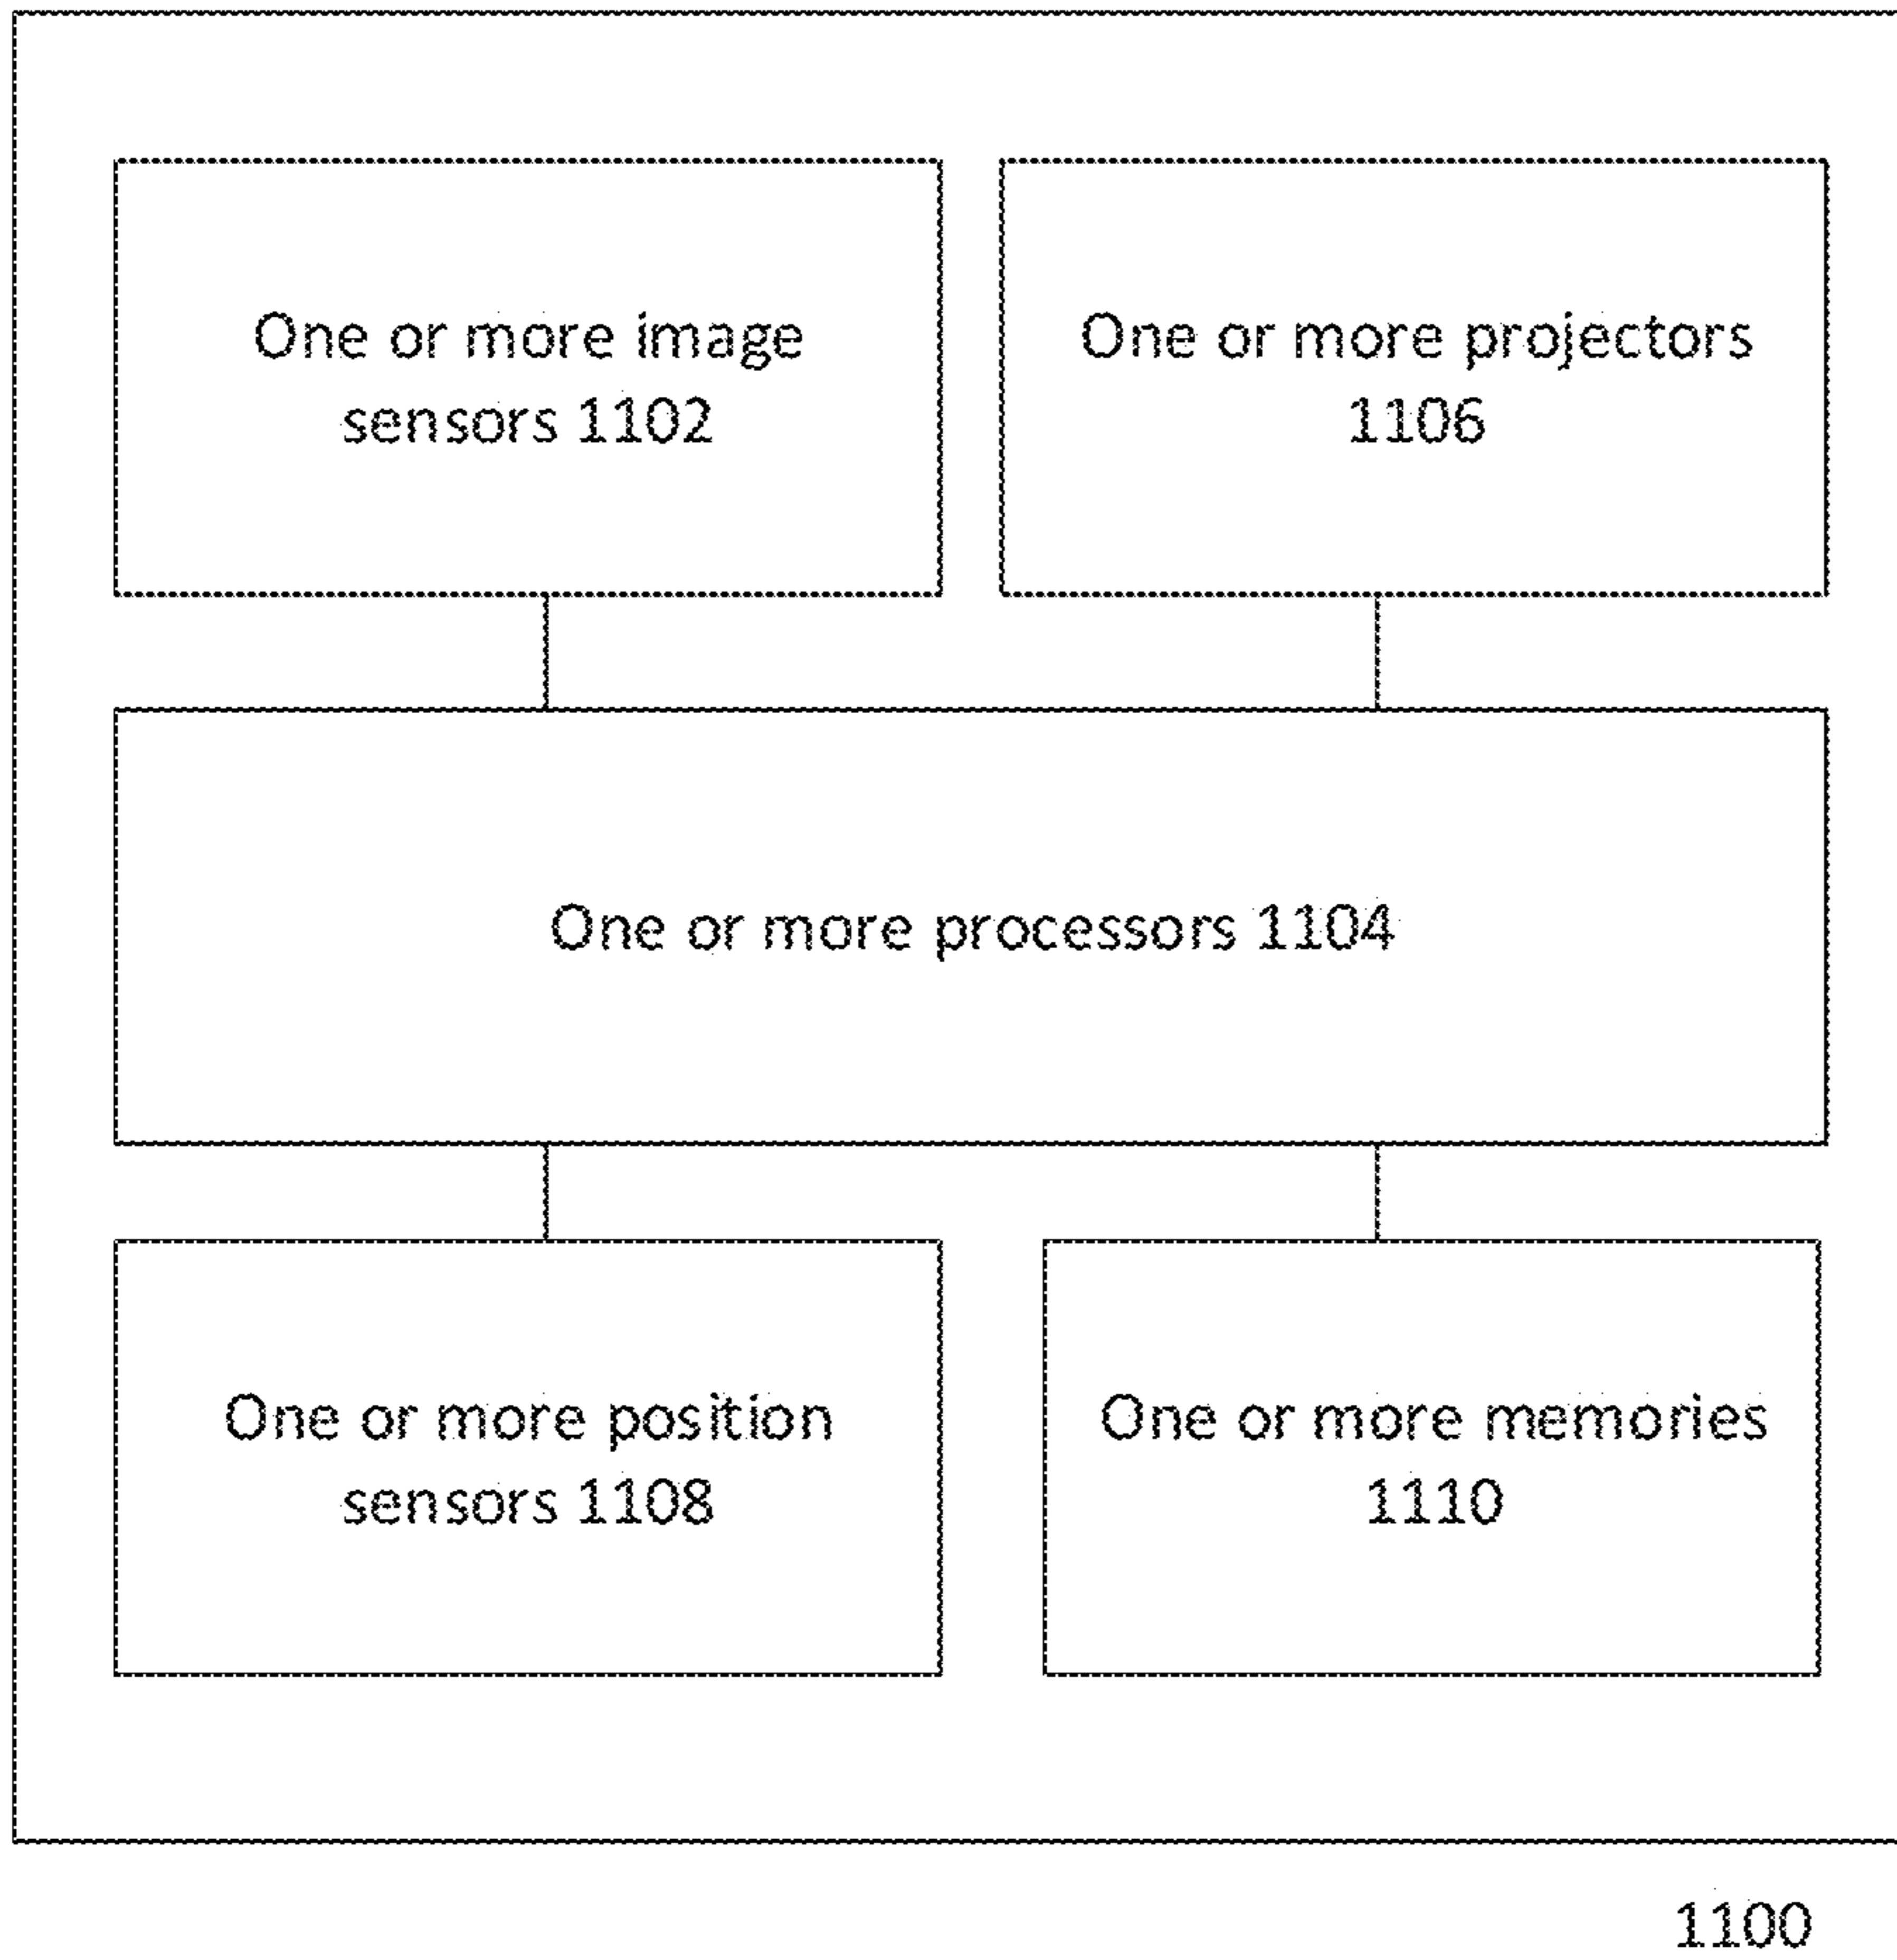 One or more image
sensors 1102
One or more projectors
1106
One or more processors 1104
One or more position
sensors 1108
One or more memories
1110
1100